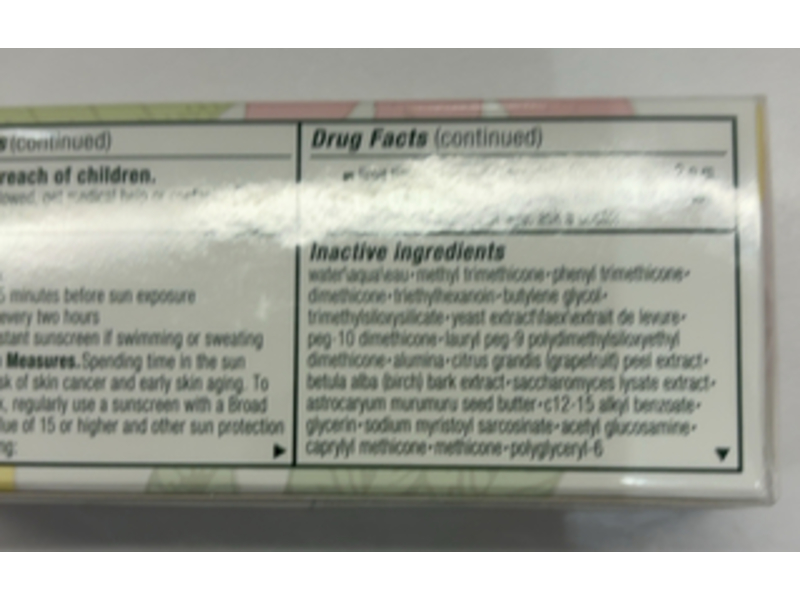 s (continued)
reach of children.
lowed, get medical help or
5 minutes before sun exposure
every two hours
stant sunscreen if swimming or sweating
Measures. Spending time in the sun
sk of skin cancer and early skin aging. To
, regularly use a sunscreen with a Broad
lue of 15 or higher and other sun protection
ng:
Drug Facts (continued)
Inactive ingredients
water\aqua\eau•methyl trimethicone•phenyl trimethicone•
dimethicone•triethylhexanoin•butylene glycol•
trimethylsiloxysilicate•yeast extract\faex\extrait de levure•
peg-10 dimethicone•lauryl peg-9 polydimethylsiloxyethyl
dimethicone•alumina•citrus grandis (grapefruit) peel extract•
betula alba (birch) bark extract•saccharomyces lysate extract•
astrocaryum murumuru seed butter•c12-15 alkyl benzoate•
glycerin•sodium myristoyl sarcosinate•acetyl glucosamine•
caprylyl methicone•methicone•polyglyceryl-6